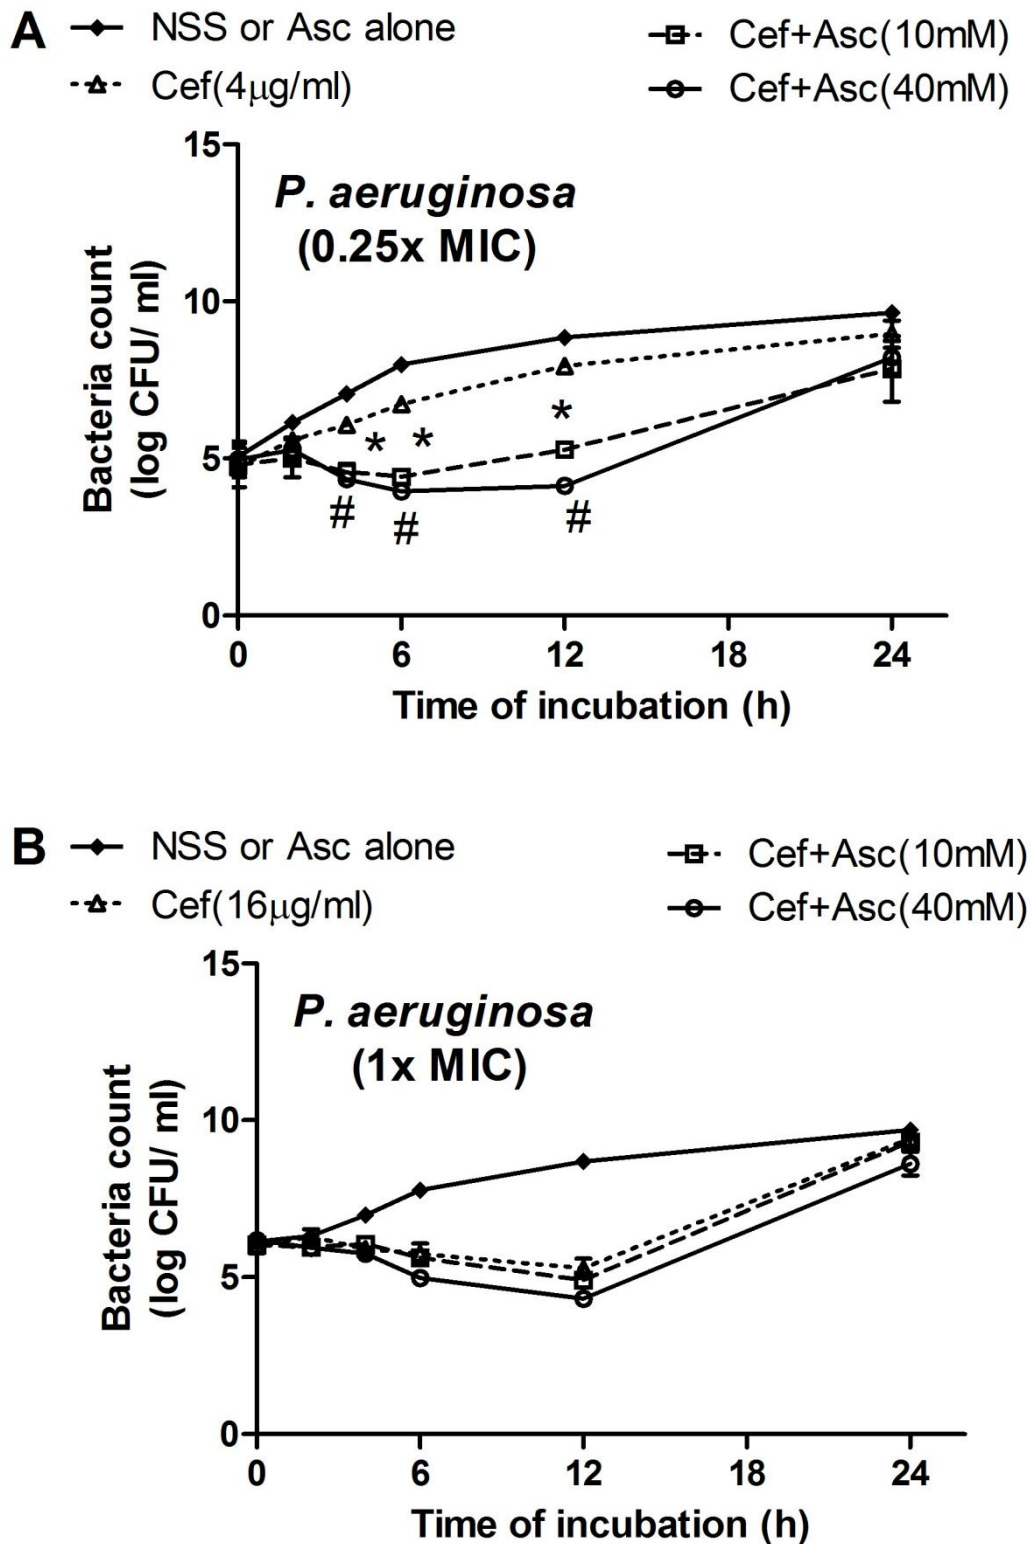 A
NSS or Asc alone
Cef(4μg/ml)
Cef+Asc(10mM)
Cef+Asc(40mM)
P. aeruginosa
(0.25x MIC)
Bacteria count
(log CFU/ ml)
15
10
5
0
*
*
*
#
#
#
0 6 12 18 24
Time of incubation (h)
B
NSS or Asc alone
Cef(16μg/ml)
Cef+Asc(10mM)
Cef+Asc(40mM)
P. aeruginosa
(1x MIC)
Bacteria count
(log CFU/ ml)
15
10
5
0
0 6 12 18 24
Time of incubation (h)